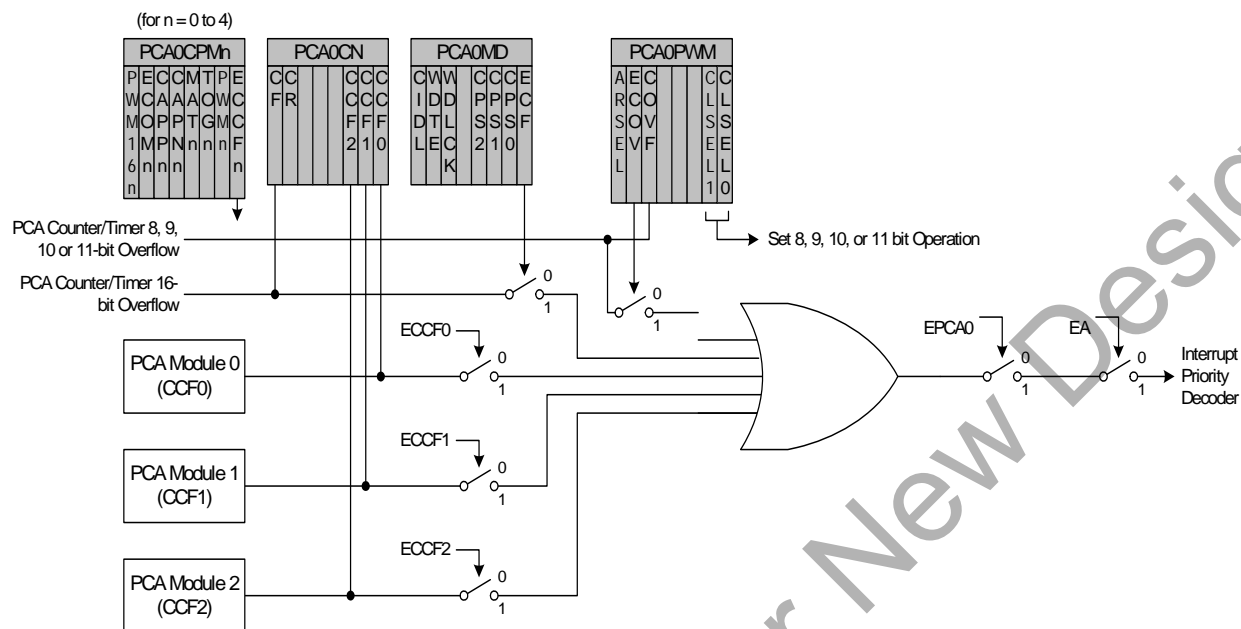 (for n = 0 to 4)
PCA0CPMn
PWM16n
ECOMn
CAPPn
CAPNn
MATn
TOGn
PWMn
ECCFn
PCA0CN
CF
CR
CCF2
CCF1
CCF0
PCA0MD
CIDL
WDTE
WDLCK
CPS2
CPS1
CPS0
ECF
PCA0PWM
ARSEL
ECOV
COVF
CLSEL1
CLSEL0
PCA Counter/Timer 8, 9,
10 or 11-bit Overflow
Set 8, 9, 10, or 11 bit Operation
PCA Counter/Timer 16-
bit Overflow
0
1
0
1
PCA Module 0
(CCF0)
ECCF0
0
1
EPCA0
0
1
EA
0
1
Interrupt
Priority
Decoder
PCA Module 1
(CCF1)
ECCF1
0
1
PCA Module 2
(CCF2)
ECCF2
0
1
r New Desig